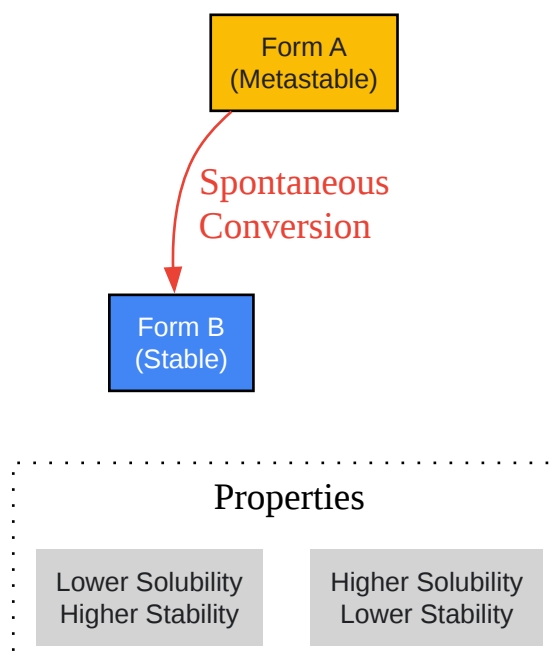 Form A
(Metastable)
Spontaneous
Conversion
Form B
(Stable)
Properties
Lower Solubility
Higher Stability
Higher Solubility
Lower Stability